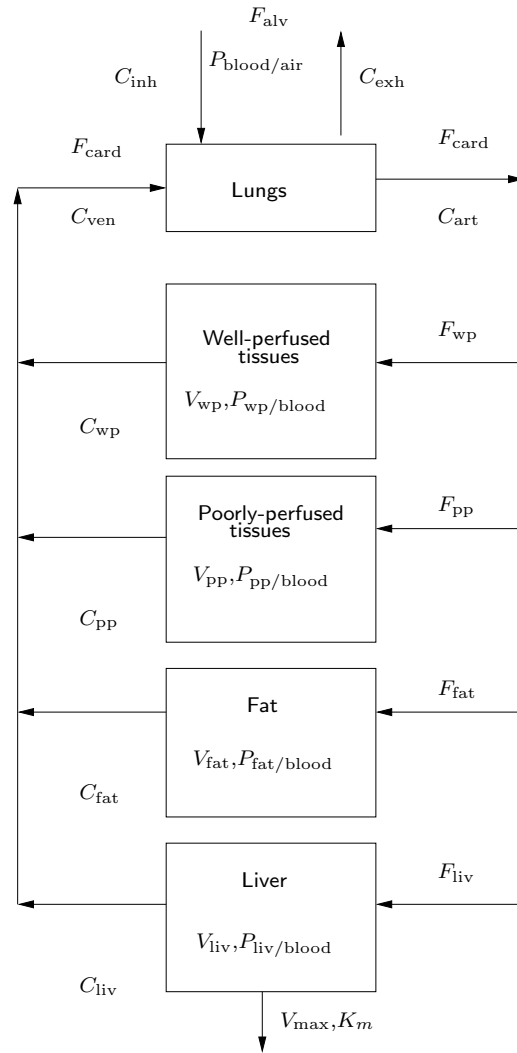 F_alv
C_inh P_blood/air C_exh
F_card F_card
Lungs
C_ven C_art
F_wp
Well-perfused
tissues
V_wp,P_wp/blood
C_wp
F_pp
Poorly-perfused
tissues
V_pp,P_pp/blood
C_pp
F_fat
Fat
V_fat,P_fat/blood
C_fat
F_liv
Liver
V_liv,P_liv/blood
C_liv
V_max,K_m